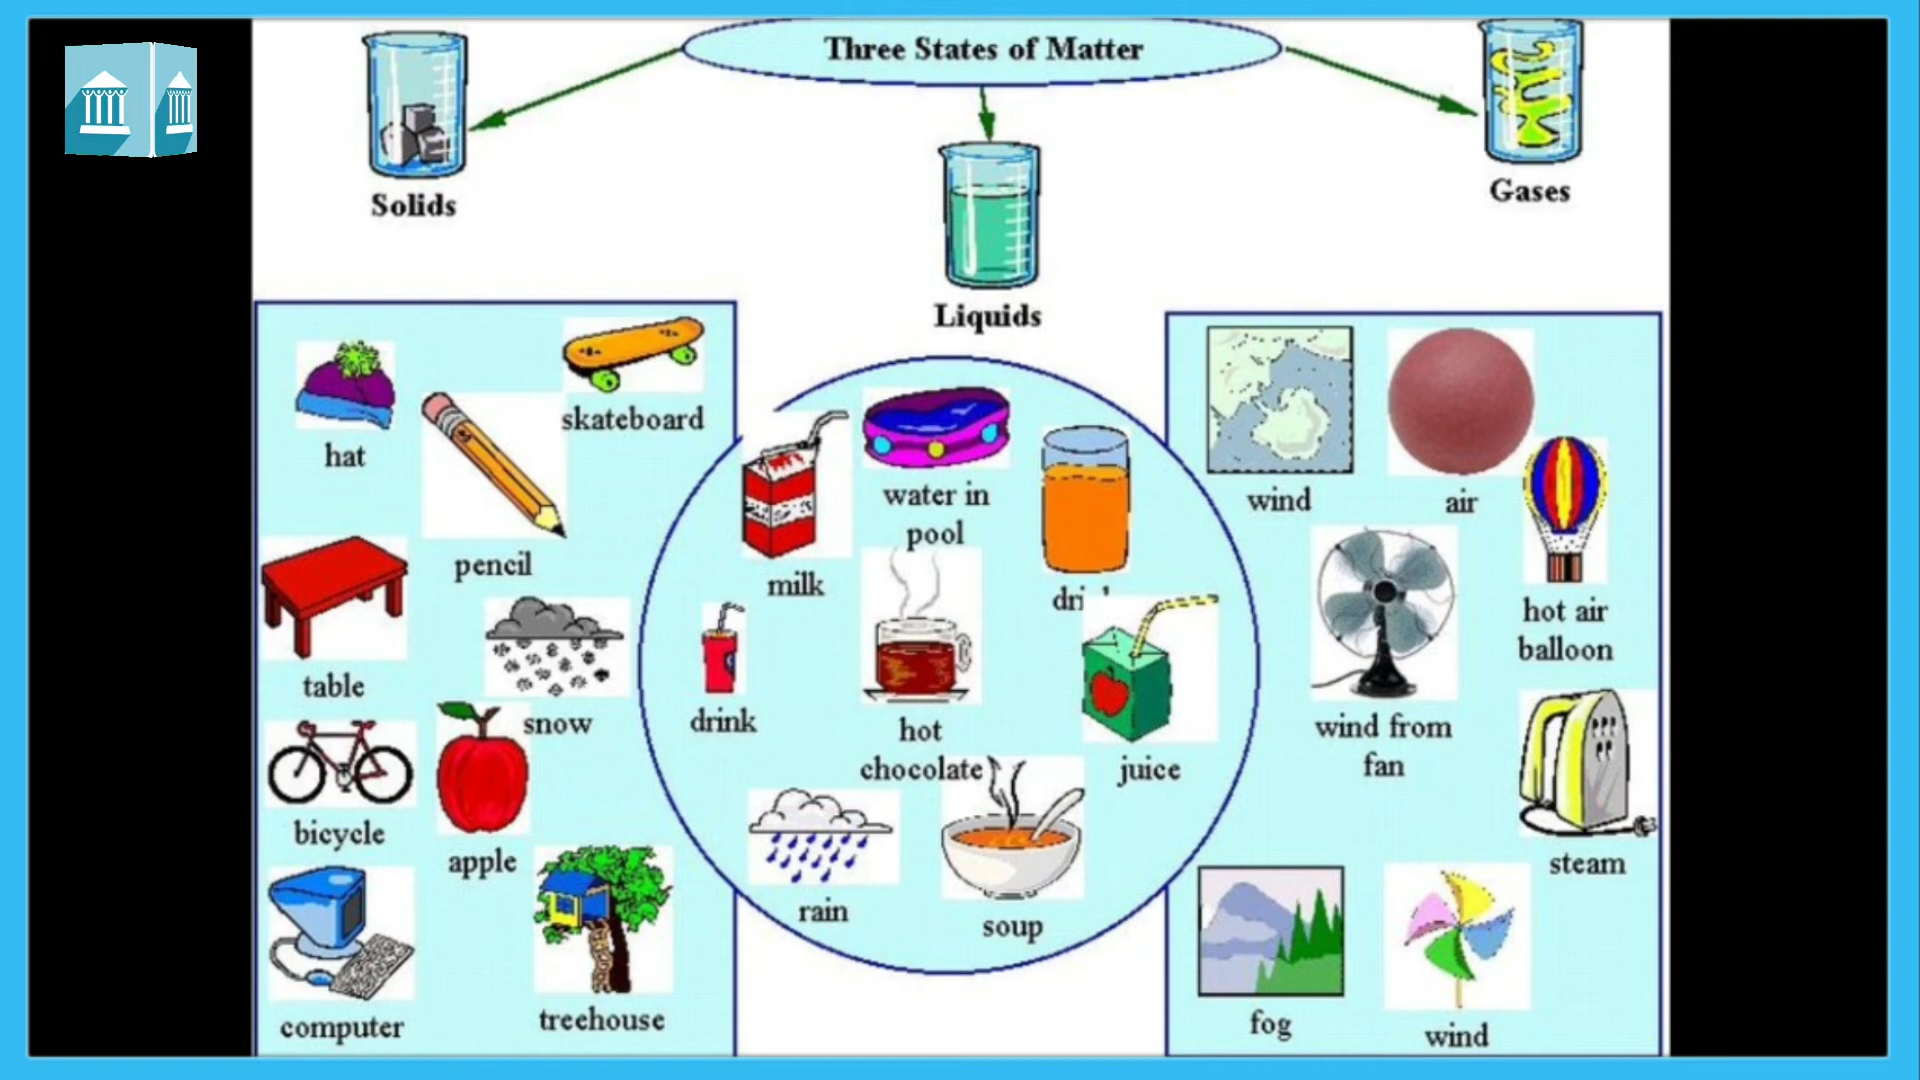 Three States of Matter
Solids
Liquids
Gases
hat
skateboard
pencil
table
snow
bicycle
apple
computer
treehouse
milk
water in
pool
drink
hot
chocolate
juice
rain
soup
wind
air
hot air
balloon
wind from
fan
steam
fog
wind